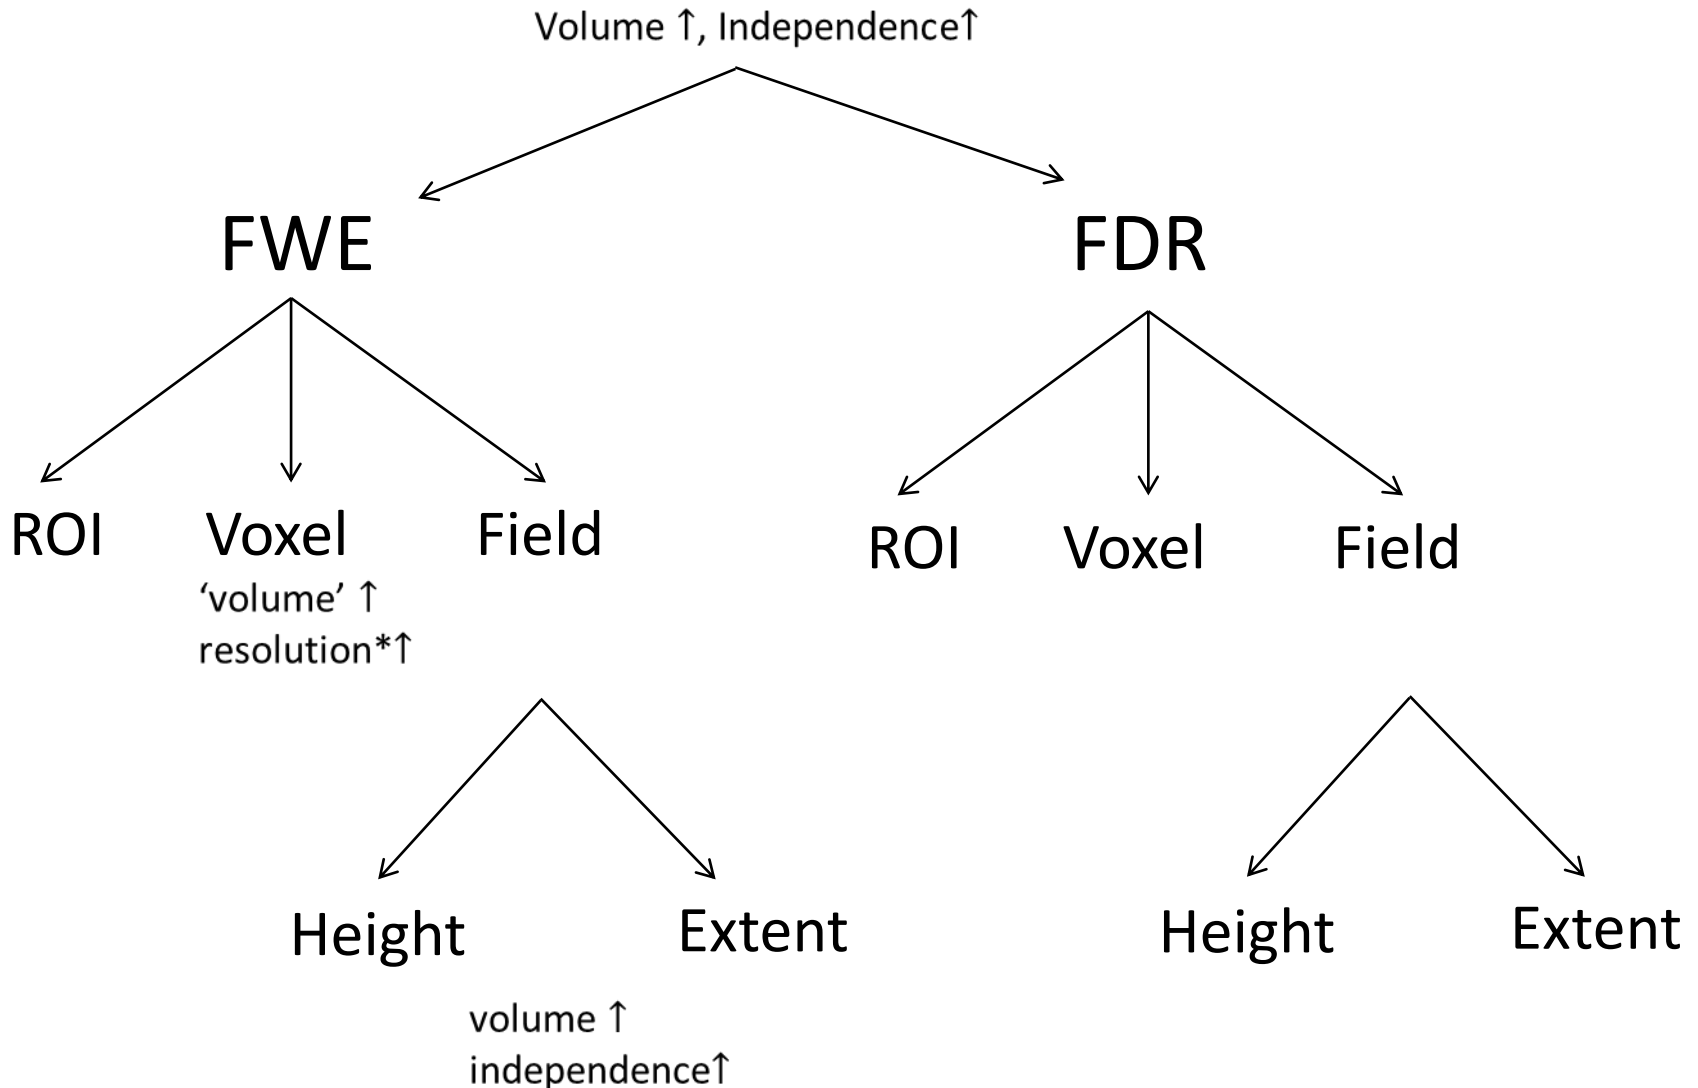 Volume ↑, Independence↑
FWE FDR
ROI Voxel Field ROI Voxel Field
‘volume’ ↑
resolution*↑
Height Extent Height Extent
volume ↑
independence↑